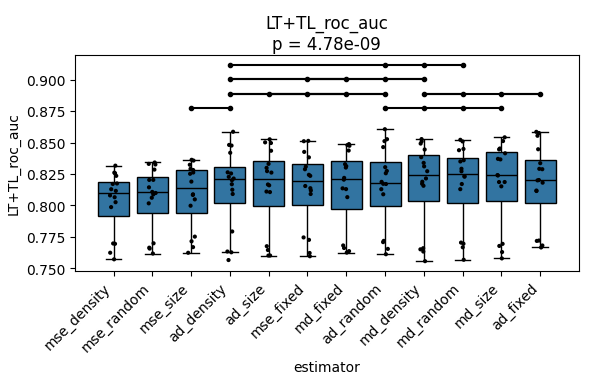 LT+TL_roc_auc
p = 4.78e-09
0.900
0.875
0.850
0.825
0.800
0.775
0.750
LT+TL_roc_auc
mse_density
mse_random
mse_size
ad_density
ad_size
mse_fixed
md_fixed
ad_random
md_density
md_random
md_size
ad_fixed
estimator